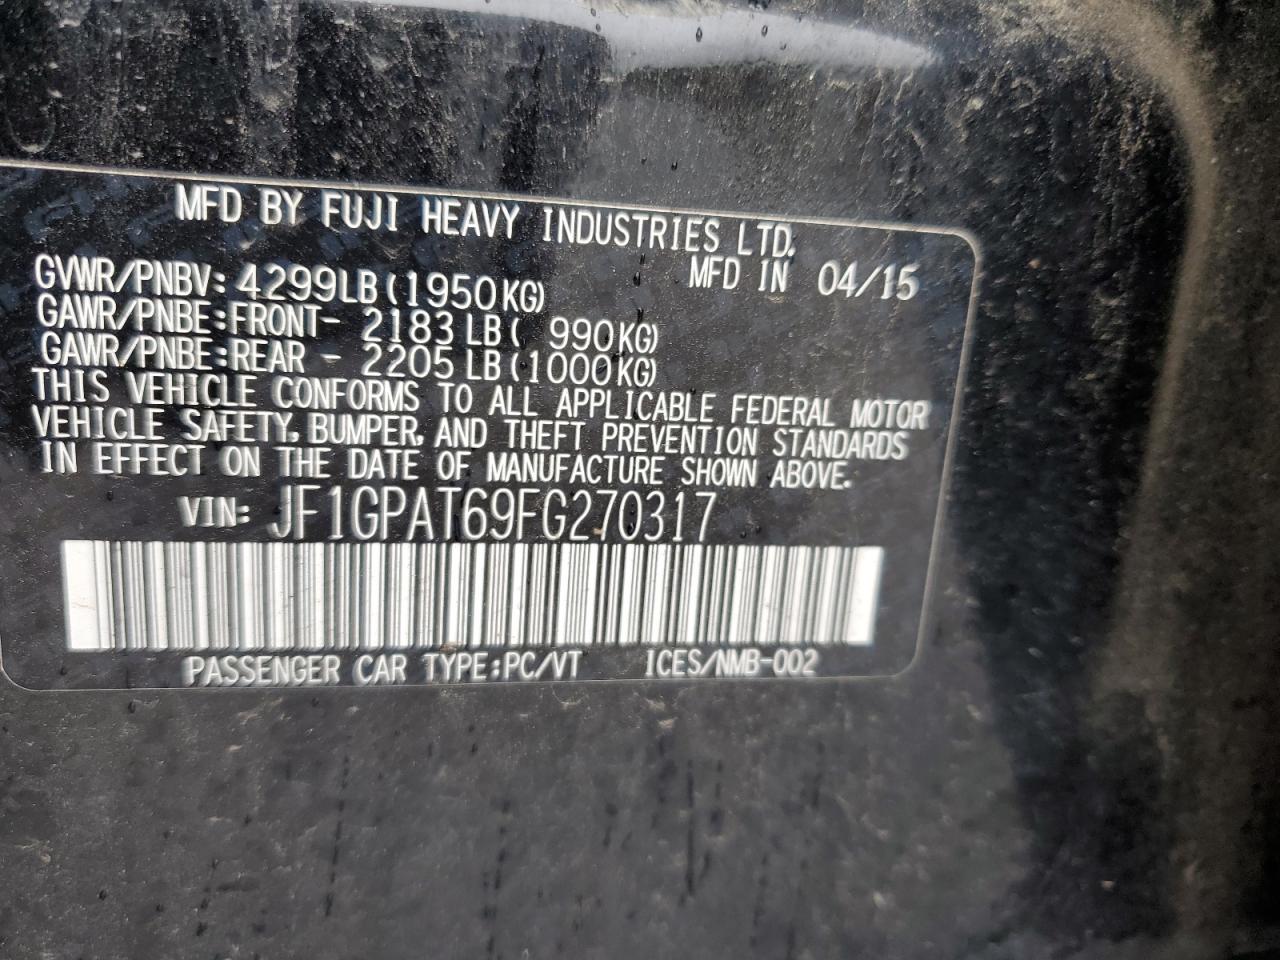 MFD BY FUJI HEAVY INDUSTRIES LTD.
MFD IN 04/15
GVWR/PNBV: 4299LB (1950KG)
GAWR/PNBE:FRONT- 2183 LB ( 990KG)
GAWR/PNBE:REAR - 2205 LB (1000KG)
THIS VEHICLE CONFORMS TO ALL APPLICABLE FEDERAL MOTOR
VEHICLE SAFETY, BUMPER, AND THEFT PREVENTION STANDARDS
IN EFFECT ON THE DATE OF MANUFACTURE SHOWN ABOVE.
VIN: JF1GPAT69FG270317
PASSENGER CAR TYPE:PC/VT ICES/NMB-002